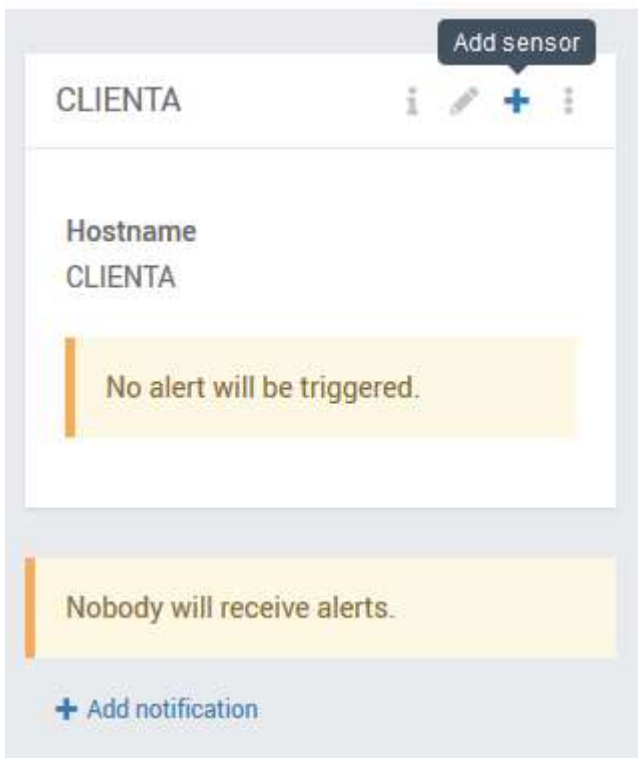 Add sensor
CLIENTA
Hostname
CLIENTA
No alert will be triggered.
Nobody will receive alerts.
Add notification